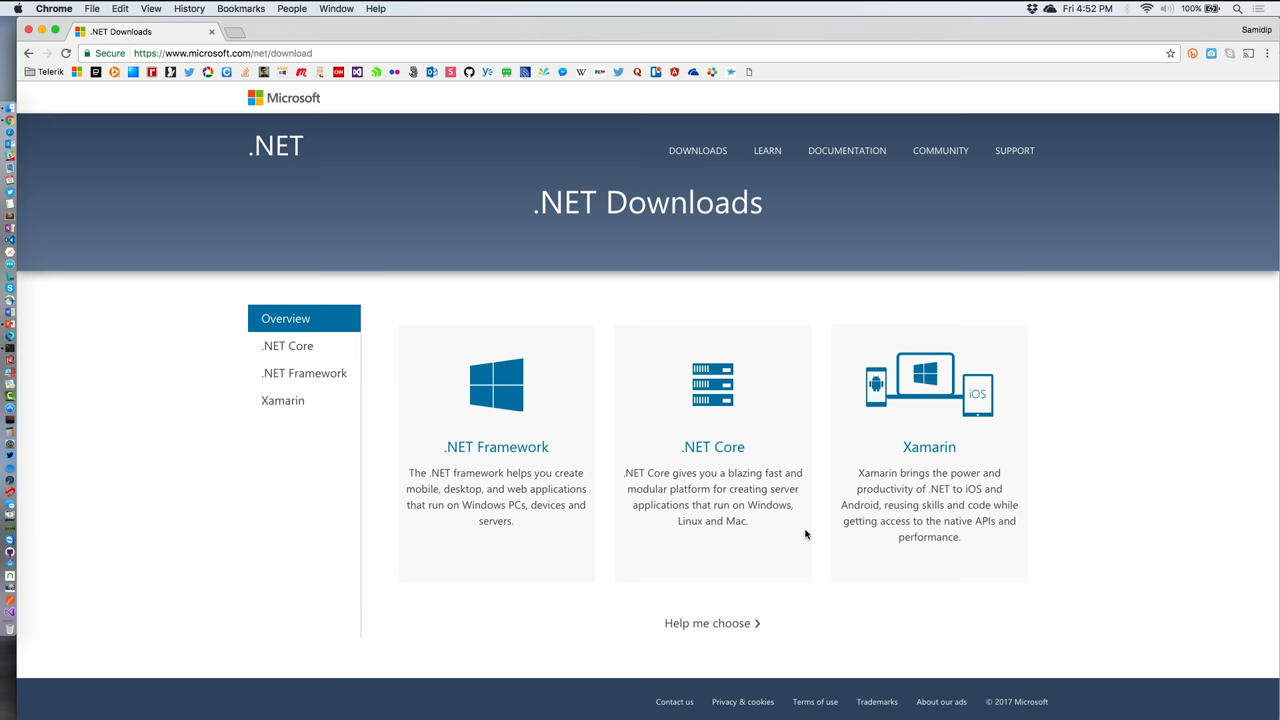 Chrome File Edit View History Bookmarks People Window Help
Fri 4:52 PM 100%
.NET Downloads
Samidip
Secure https://www.microsoft.com/net/download
Telerik
Microsoft
.NET
DOWNLOADS LEARN DOCUMENTATION COMMUNITY SUPPORT
.NET Downloads
Overview
.NET Core
.NET Framework
Xamarin
.NET Framework
The .NET framework helps you create
mobile, desktop, and web applications
that run on Windows PCs, devices and
servers.
.NET Core
.NET Core gives you a blazing fast and
modular platform for creating server
applications that run on Windows,
Linux and Mac.
iOS
Xamarin
Xamarin brings the power and
productivity of .NET to iOS and
Android, reusing skills and code while
getting access to the native APIs and
performance.
Help me choose
Contact us Privacy & cookies Terms of use Trademarks About our ads © 2017 Microsoft